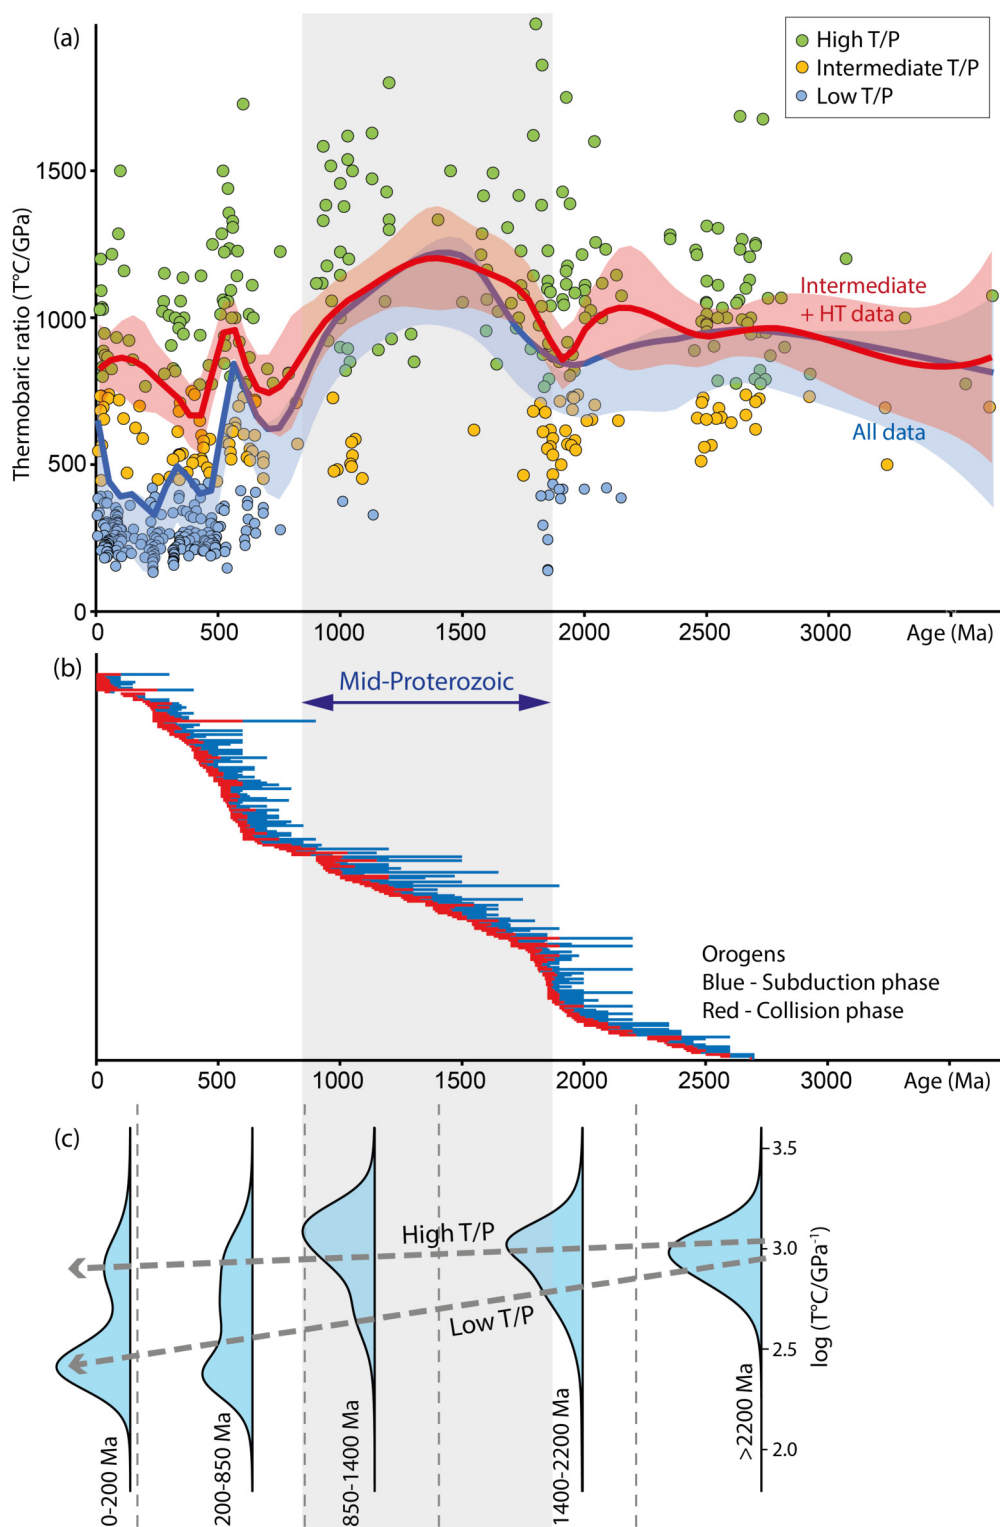 (a)
High T/P
Intermediate T/P
Low T/P
Thermobaric ratio (T°C/GPa)
1500
1000
500
0
Intermediate
+ HT data
All data
0
500
1000
1500
2000
2500
3000
Age (Ma)
(b)
Mid-Proterozoic
Orogens
Blue - Subduction phase
Red - Collision phase
0
500
1000
1500
2000
2500
3000
Age (Ma)
(c)
High T/P
Low T/P
0-200 Ma
200-850 Ma
850-1400 Ma
1400-2200 Ma
>2200 Ma
3.5
3.0
2.5
2.0
log (T°C/GPa⁻¹)